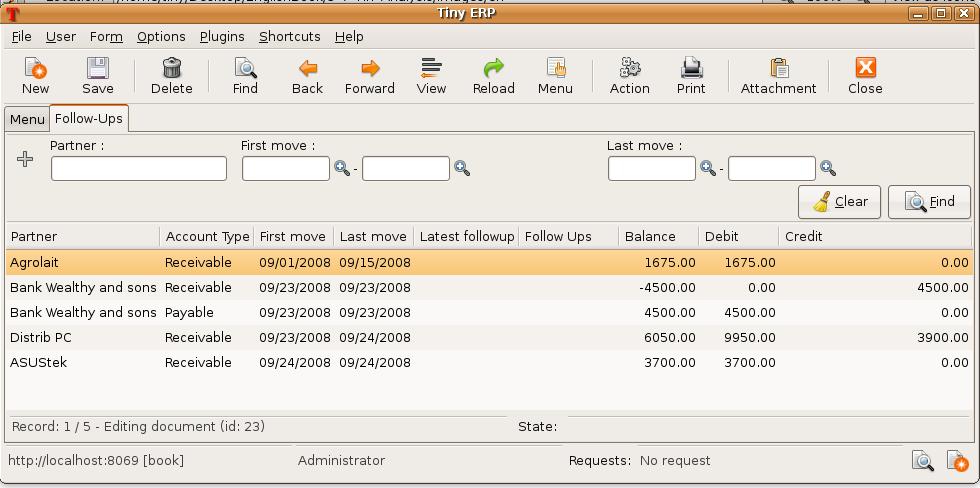 Tiny ERP
File User Form Options Plugins Shortcuts Help
New Save Delete Find Back Forward View Reload Menu Action Print Attachment Close
Menu Follow-Ups
Partner : First move : Last move :
- -
Clear Find
Partner Account Type First move Last move Latest followup Follow Ups Balance Debit Credit
Agrolait Receivable 09/01/2008 09/15/2008 1675.00 1675.00 0.00
Bank Wealthy and sons Receivable 09/23/2008 09/23/2008 -4500.00 0.00 4500.00
Bank Wealthy and sons Payable 09/23/2008 09/23/2008 4500.00 4500.00 0.00
Distrib PC Receivable 09/23/2008 09/24/2008 6050.00 9950.00 3900.00
ASUStek Receivable 09/24/2008 09/24/2008 3700.00 3700.00 0.00
Record: 1 / 5 - Editing document (id: 23) State:
http://localhost:8069 [book] Administrator Requests: No request